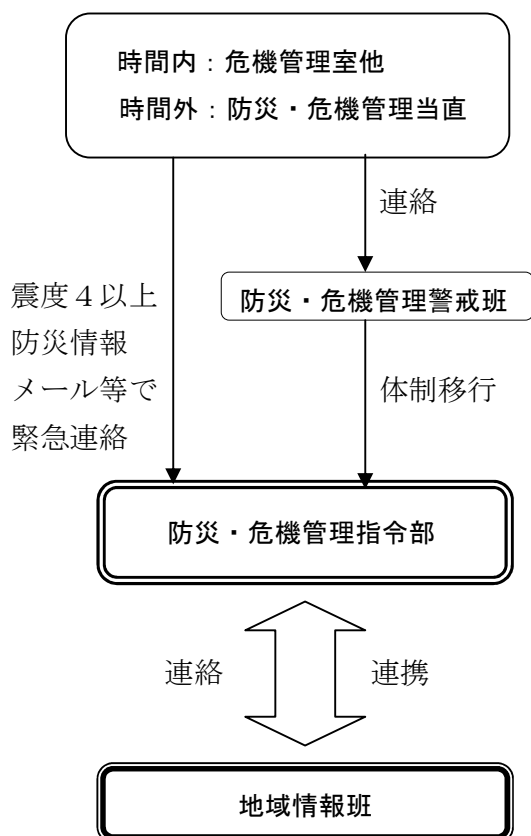 時間内：危機管理室他
時間外：防災・危機管理当直
連絡
震度４以上
防災情報
メール等で
緊急連絡
防災・危機管理警戒班
体制移行
防災・危機管理指令部
連絡
連携
地域情報班